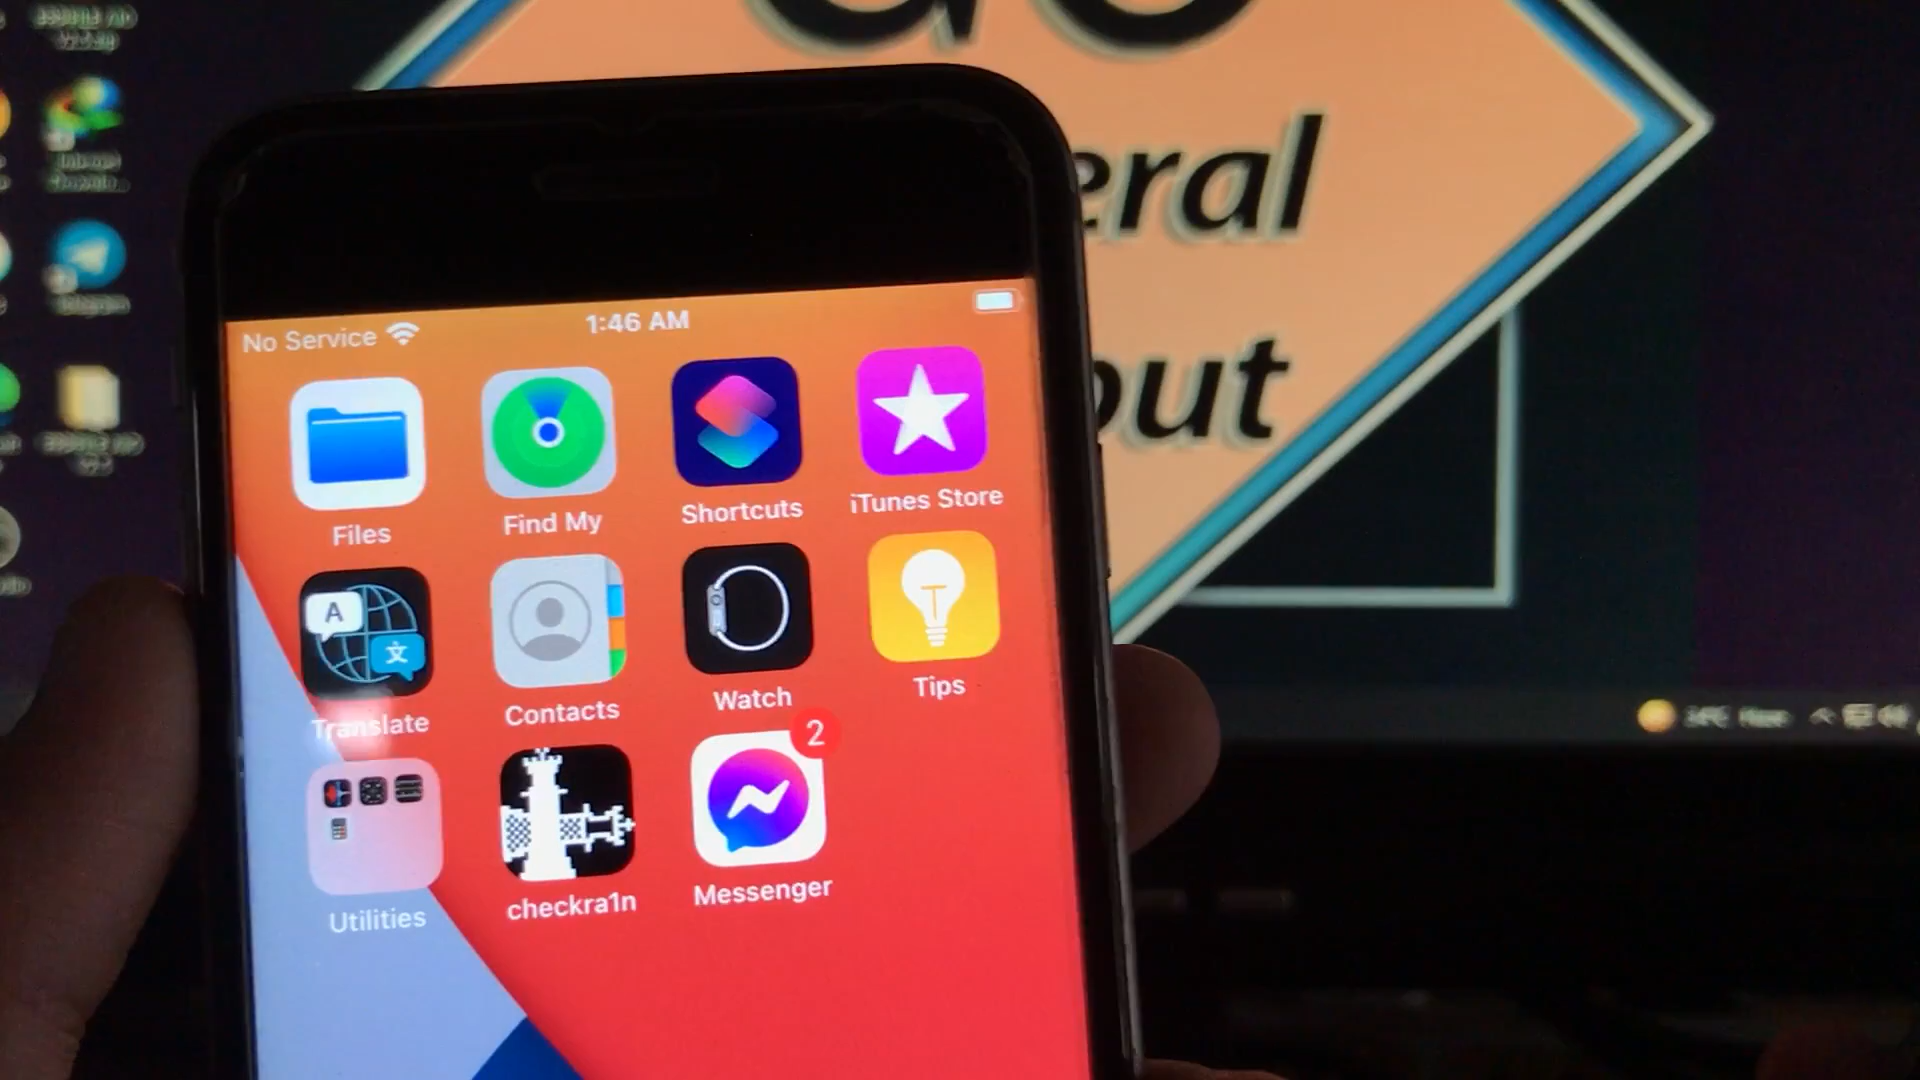 eral
out
No Service
1:46 AM
Files
Find My
Shortcuts
iTunes Store
A
文
Translate
Contacts
Watch
Tips
2
Utilities
checkra1n
Messenger